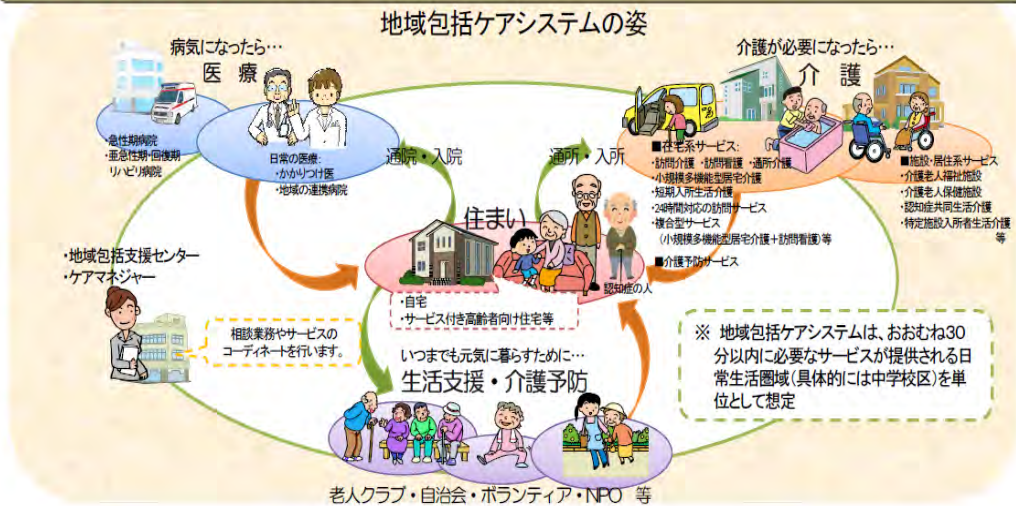 地域包括ケアシステムの姿
病気になったら…
医 療
・急性期病院
・亜急性期・回復期
リハビリ病院
日常の医療:
・かかりつけ医
・地域の連携病院
通院・入院
通所・入所
介護が必要になったら…
介 護
■在宅系サービス:
・訪問介護 ・訪問看護 ・通所介護
・小規模多機能型居宅介護
・短期入所生活介護
・24時間対応の訪問サービス
・複合型サービス
(小規模多機能型居宅介護+訪問看護)等
■介護予防サービス
■施設・居住系サービス
・介護老人福祉施設
・介護老人保健施設
・認知症共同生活介護
・特定施設入所者生活介護
等
住まい
認知症の人
・自宅
・サービス付き高齢者向け住宅等
・地域包括支援センター
・ケアマネジャー
相談業務やサービスの
コーディネートを行います。
いつまでも元気に暮らすために…
生活支援・介護予防
老人クラブ・自治会・ボランティア・NPO 等
※ 地域包括ケアシステムは、おおむね30
分以内に必要なサービスが提供される日
常生活圏域(具体的には中学校区)を単
位として想定